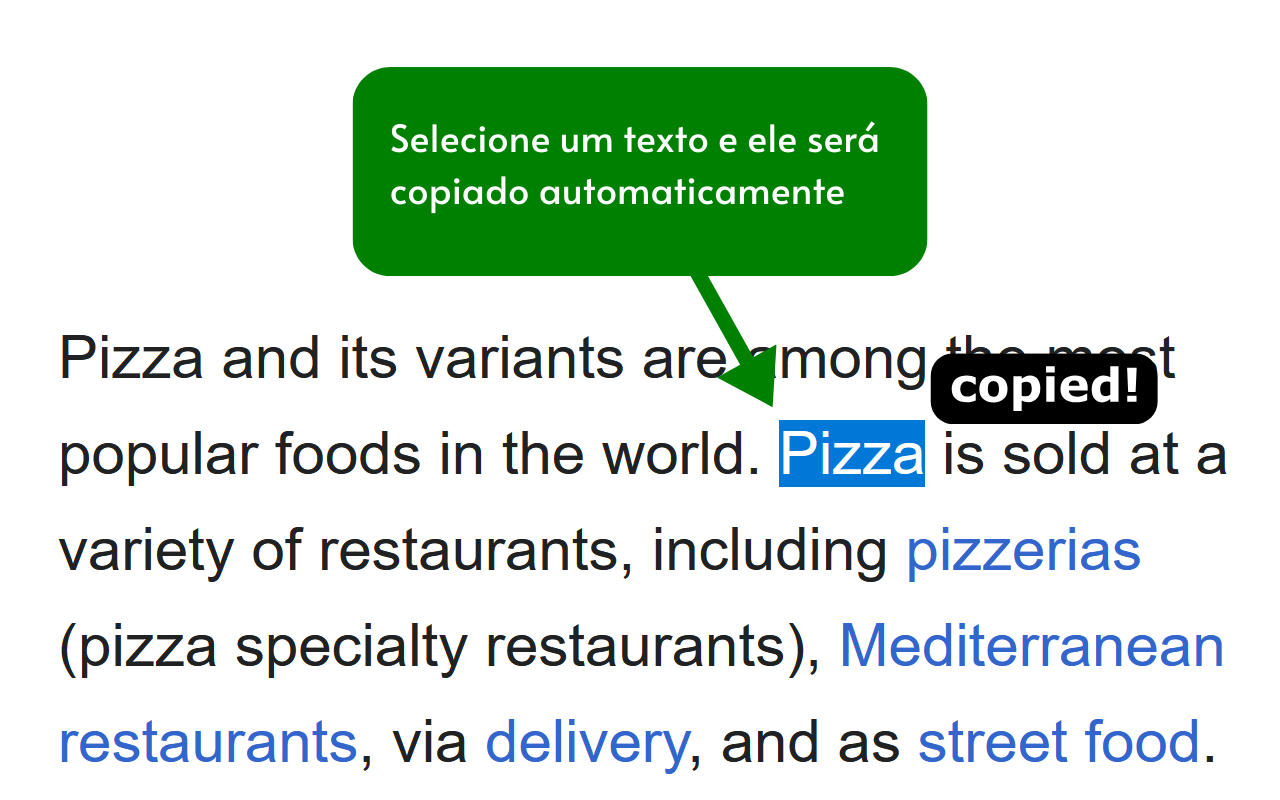 Selecione um texto e ele será
copiado automaticamente
Pizza and its variants are among the most
copied!
popular foods in the world. Pizza is sold at a
variety of restaurants, including pizzerias
(pizza specialty restaurants), Mediterranean
restaurants, via delivery, and as street food.